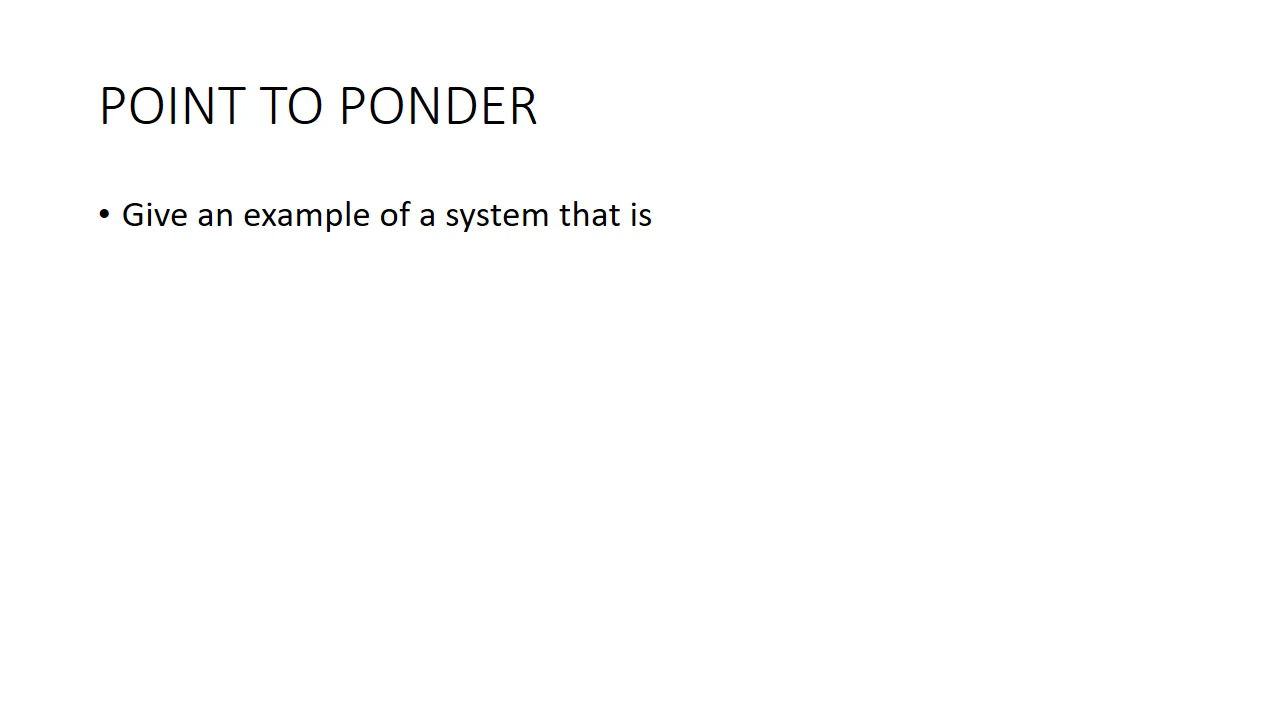 POINT TO PONDER
• Give an example of a system that is